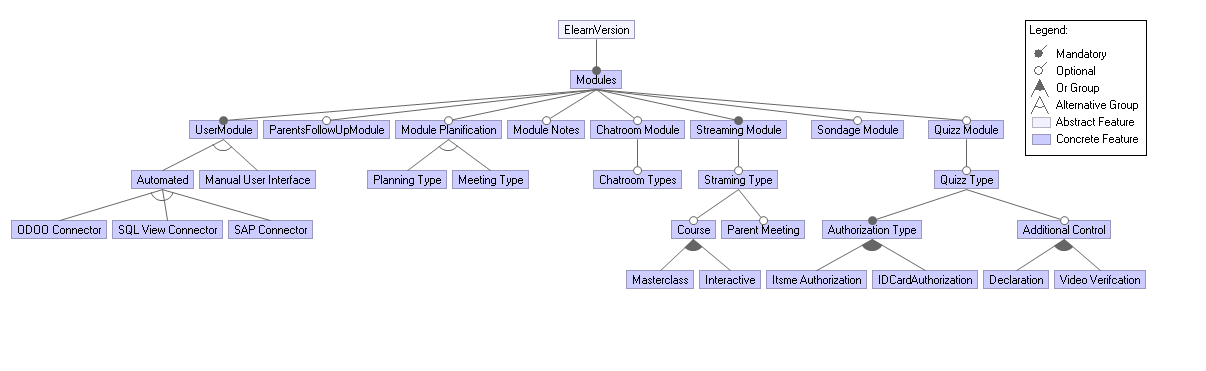 ElearnVersion
Legend:
Mandatory
Optional
Or Group
Alternative Group
Abstract Feature
Concrete Feature
Modules
UserModule
ParentsFollowUpModule
Module Planification
Module Notes
Chatroom Module
Streaming Module
Sondage Module
Quizz Module
Automated
Manual User Interface
Planning Type
Meeting Type
Chatroom Types
Straming Type
Quizz Type
ODOO Connector
SQL View Connector
SAP Connector
Course
Parent Meeting
Authorization Type
Additional Control
Masterclass
Interactive
Itsme Authorization
IDCardAuthorization
Declaration
Video Verifcation